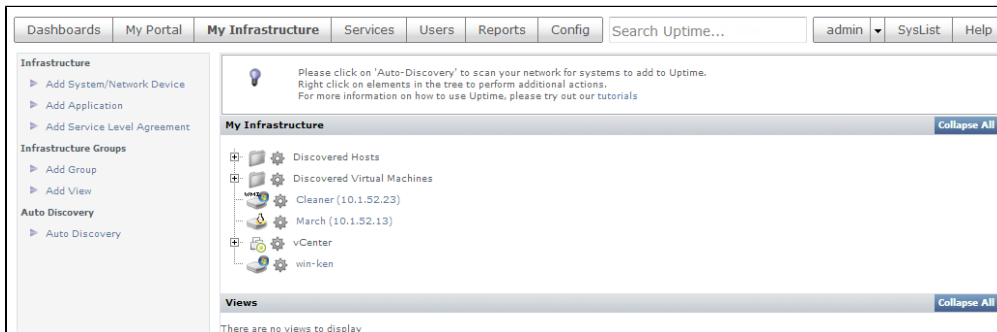 Dashboards My Portal My Infrastructure Services Users Reports Config Search Uptime... admin SysList Help
Infrastructure
Add System/Network Device
Add Application
Add Service Level Agreement
Infrastructure Groups
Add Group
Add View
Auto Discovery
Auto Discovery
Please click on 'Auto-Discovery' to scan your network for systems to add to Uptime.
Right click on elements in the tree to perform additional actions.
For more information on how to use Uptime, please try out our tutorials
My Infrastructure Collapse All
Discovered Hosts
Discovered Virtual Machines
WMI Cleaner (10.1.52.23)
March (10.1.52.13)
vCenter
win-ken
Views Collapse All
There are no views to display